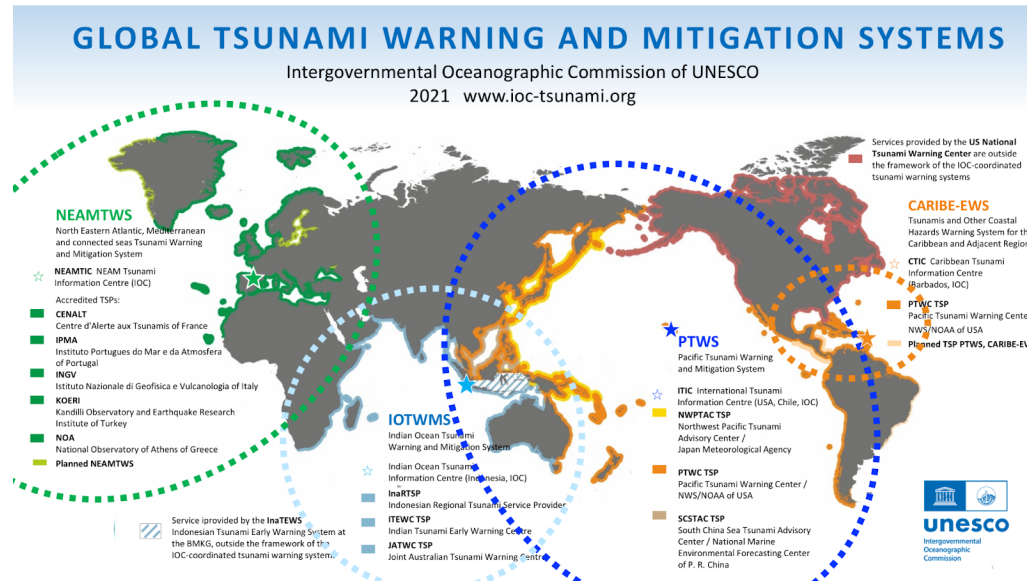 GLOBAL TSUNAMI WARNING AND MITIGATION SYSTEMS
Intergovernmental Oceanographic Commission of UNESCO
2021 www.ioc-tsunami.org
NEAMTWS
North Eastern Atlantic, Mediterranean
and connected seas Tsunami Warning
and Mitigation System
NEAMTIC NEAM Tsunami
Information Centre (IOC)
Accredited TSPs:
CENALT
Centre d'Alerte aux Tsunamis of France
IPMA
Instituto Portugues do Mar e da Atmosfera
of Portugal
INGV
Istituto Nazionale di Geofisica e Vulcanologia of Italy
KOERI
Kandilli Observatory and Earthquake Research
Institute of Turkey
NOA
National Observatory of Athens of Greece
Planned NEAMTWS
Service iprovided by the InaTEWS
Indonesian Tsunami Early Warning System at
the BMKG, outside the framework of the
IOC-coordinated tsunami warning system
IOTWMS
Indian Ocean Tsunami
Warning and Mitigation System
Indian Ocean Tsunami
Information Centre (Indonesia, IOC)
InaRTSP
Indonesian Regional Tsunami Service Provider
ITEWC TSP
Indian Tsunami Early Warning Centre
JATWC TSP
Joint Australian Tsunami Warning Centre
PTWS
Pacific Tsunami Warning
and Mitigation System
ITIC International Tsunami
Information Centre (USA, Chile, IOC)
NWPTAC TSP
Northwest Pacific Tsunami
Advisory Center /
Japan Meteorological Agency
PTWC TSP
Pacific Tsunami Warning Center /
NWS/NOAA of USA
SCSTAC TSP
South China Sea Tsunami Advisory
Center / National Marine
Environmental Forecasting Center
of P. R. China
Services provided by the US National
Tsunami Warning Center are outside
the framework of the IOC-coordinated
tsunami warning systems
CARIBE-EWS
Tsunamis and Other Coastal
Hazards Warning System for th
Caribbean and Adjacent Region
CTIC Caribbean Tsunami
Information Centre
(Barbados, IOC)
PTWC TSP
Pacific Tsunami Warning Cente
NWS/NOAA of USA
Planned TSP PTWS, CARIBE-EW
unesco
Intergovernmental
Oceanographic
Commission